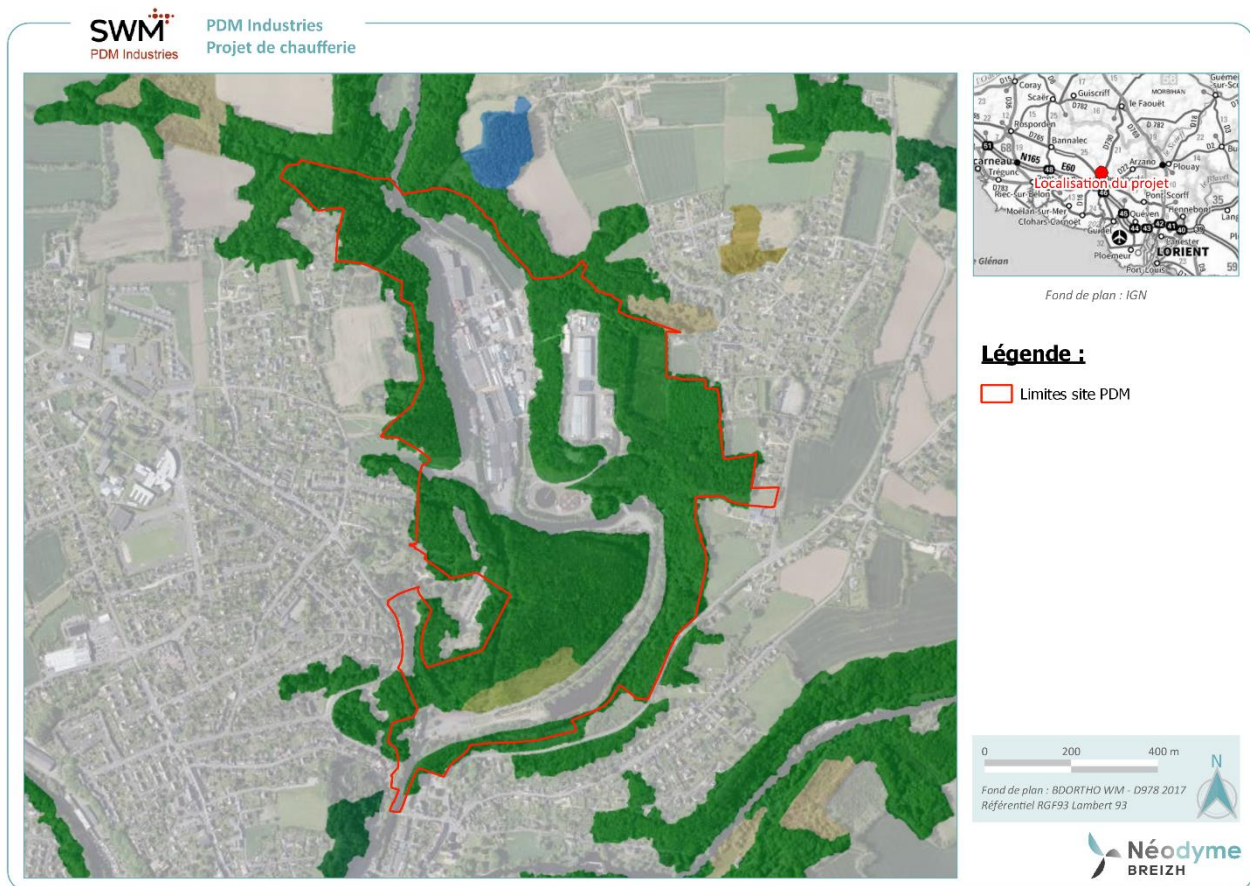 SWM
PDM Industries
PDM Industries
Projet de chaufferie
Coray
Scaër
Guiscriff
le Faouët
MORBIHAN
D782
Rosporden
Bannalec
N165
E60
Arzano
Plouay
Trégunc
Localisation du projet
Riec-sur-Bélon
Pont-Scorff
Moëlan-sur-Mer
Clohars-Carnoët
Quéven
Hennebont
Guidel
Lanester
Ploemeur
LORIENT
Port-Louis
e Glénan
Fond de plan : IGN
Légende :
Limites site PDM
0 200 400 m
N
Fond de plan : BDORTHO WM - D978 2017
Référentiel RGF93 Lambert 93
Néodyme
BREIZH